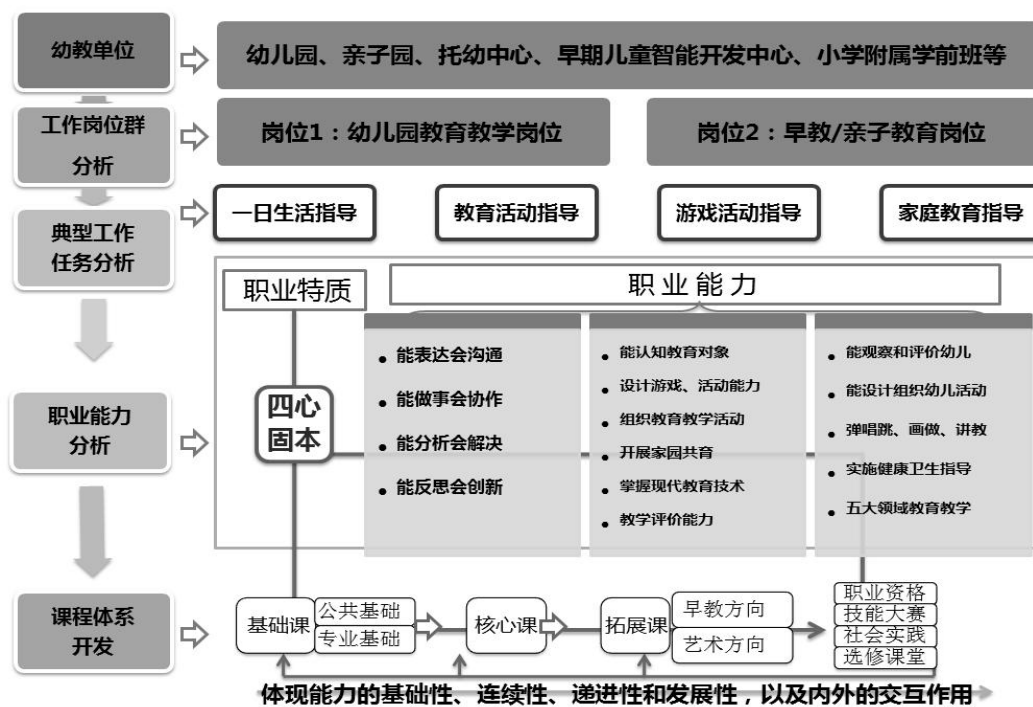 幼教单位
幼儿园、亲子园、托幼中心、早期儿童智能开发中心、小学附属学前班等
工作岗位群
分析
岗位1：幼儿园教育教学岗位
岗位2：早教/亲子教育岗位
典型工作
任务分析
一日生活指导
教育活动指导
游戏活动指导
家庭教育指导
职业能力
分析
职业特质
四心
固本
职业能力
• 能表达会沟通
• 能做事会协作
• 能分析会解决
• 能反思会创新
• 能认知教育对象
• 设计游戏、活动能力
• 组织教育教学活动
• 开展家园共育
• 掌握现代教育技术
• 教学评价能力
• 能观察和评价幼儿
• 能设计组织幼儿活动
• 弹唱跳、画做、讲教
• 实施健康卫生指导
• 五大领域教育教学
课程体系
开发
基础课
公共基础
专业基础
核心课
拓展课
早教方向
艺术方向
职业资格
技能大赛
社会实践
选修课堂
体现能力的基础性、连续性、递进性和发展性，以及内外的交互作用